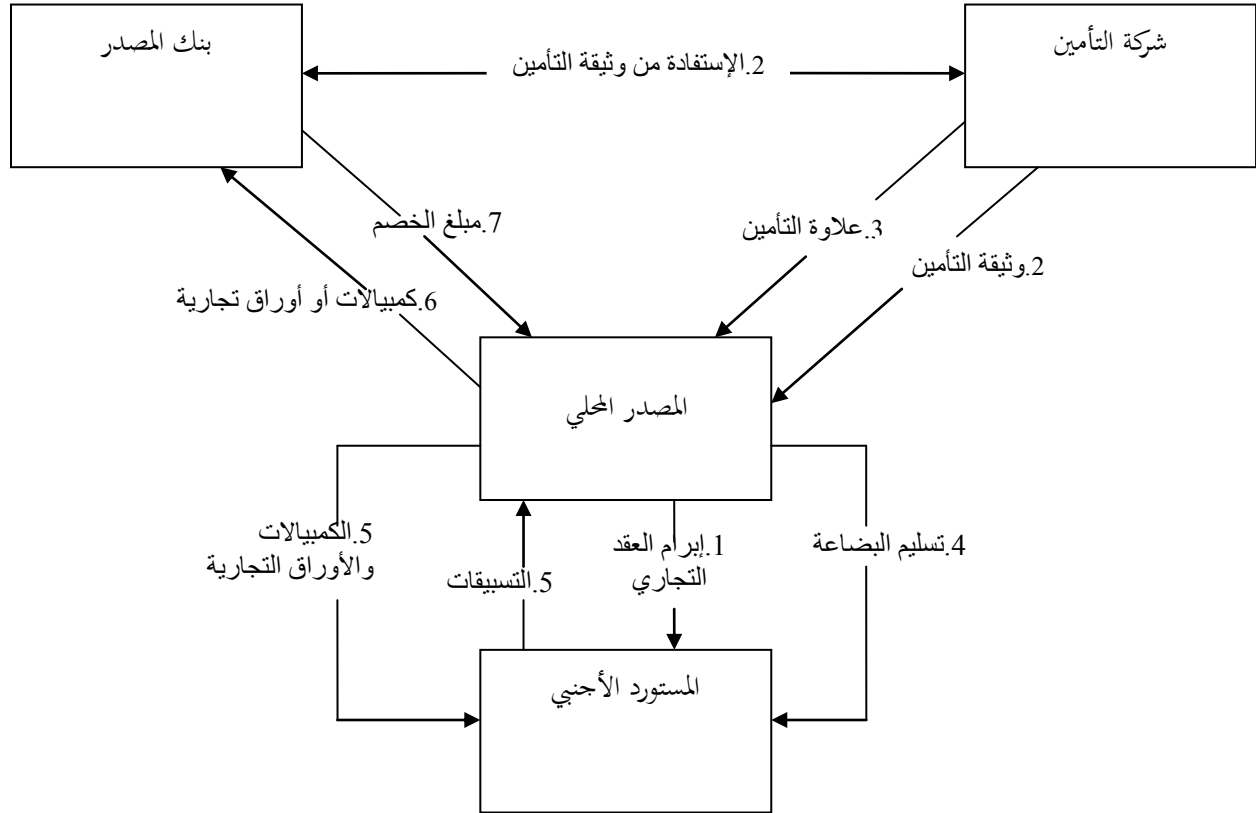 شركة التأمين
بنك المصدر
2.الإستفادة من وثيقة التأمين
3.علاوة التأمين
7.مبلغ الخصم
2.وثيقة التأمين
6.كمبيالات أو أوراق تجارية
المصدر المحلي
4.تسليم البضاعة
1.إبرام العقد
التجاري
5.التسبيقات
5.الكمبيالات
والأوراق التجارية
المستورد الأجنبي